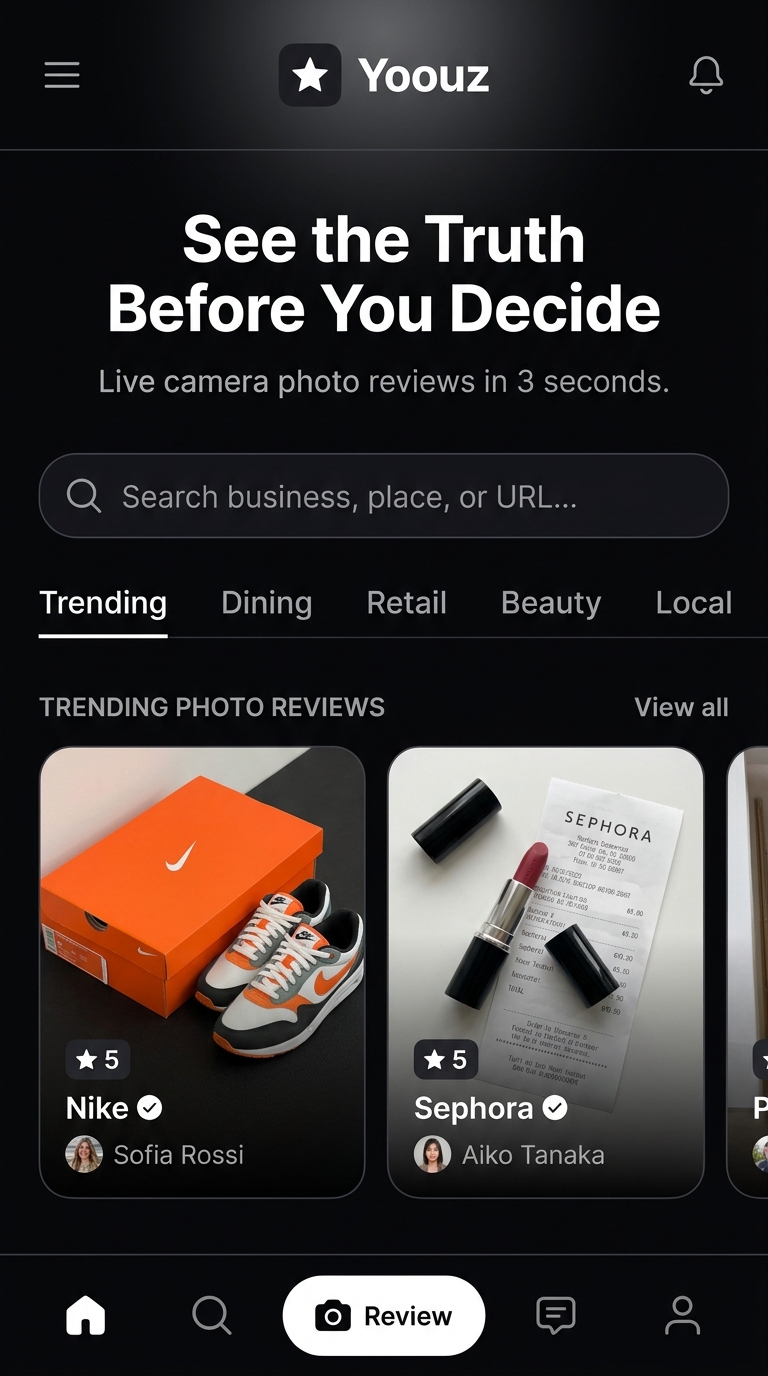 Yoouz
See the Truth
Before You Decide
Live camera photo reviews in 3 seconds.
Search business, place, or URL...
Trending Dining Retail Beauty Local
TRENDING PHOTO REVIEWS View all
SEPHORA
TOTAL
5
Nike
Sofia Rossi
5
Sephora
Aiko Tanaka
P
Review